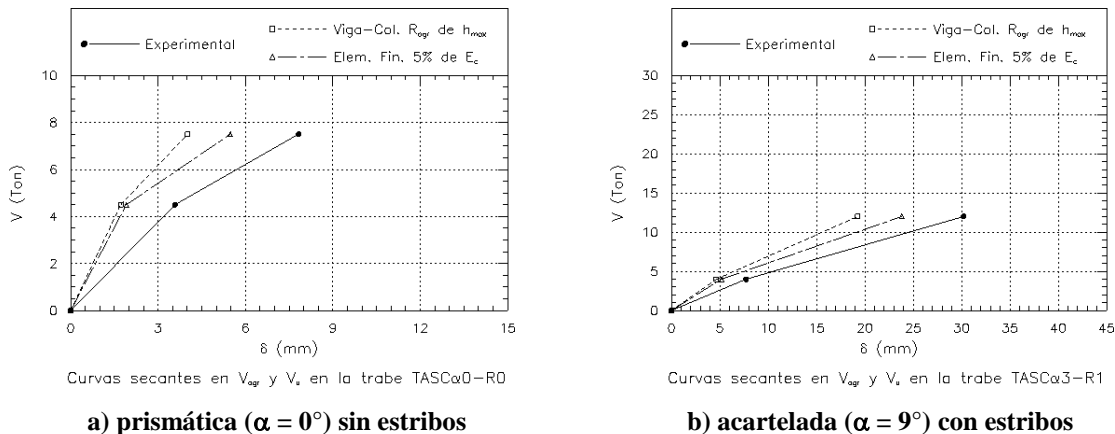 Experimental
Viga-Col. R_agr de h_max
Elem. Fin. 5% de E_c
10
8
6
4
2
0
V (Ton)
0 3 6 9 12 15
δ (mm)
Curvas secantes en V_agr y V_u en la trabe TASCα0-R0
a) prismática (α = 0°) sin estribos
Experimental
Viga-Col. R_agr de h_max
Elem. Fin. 5% de E_c
30
25
20
15
10
5
0
V (Ton)
0 5 10 15 20 25 30 35 40 45
δ (mm)
Curvas secantes en V_agr y V_u en la trabe TASCα3-R1
b) acartelada (α = 9°) con estribos